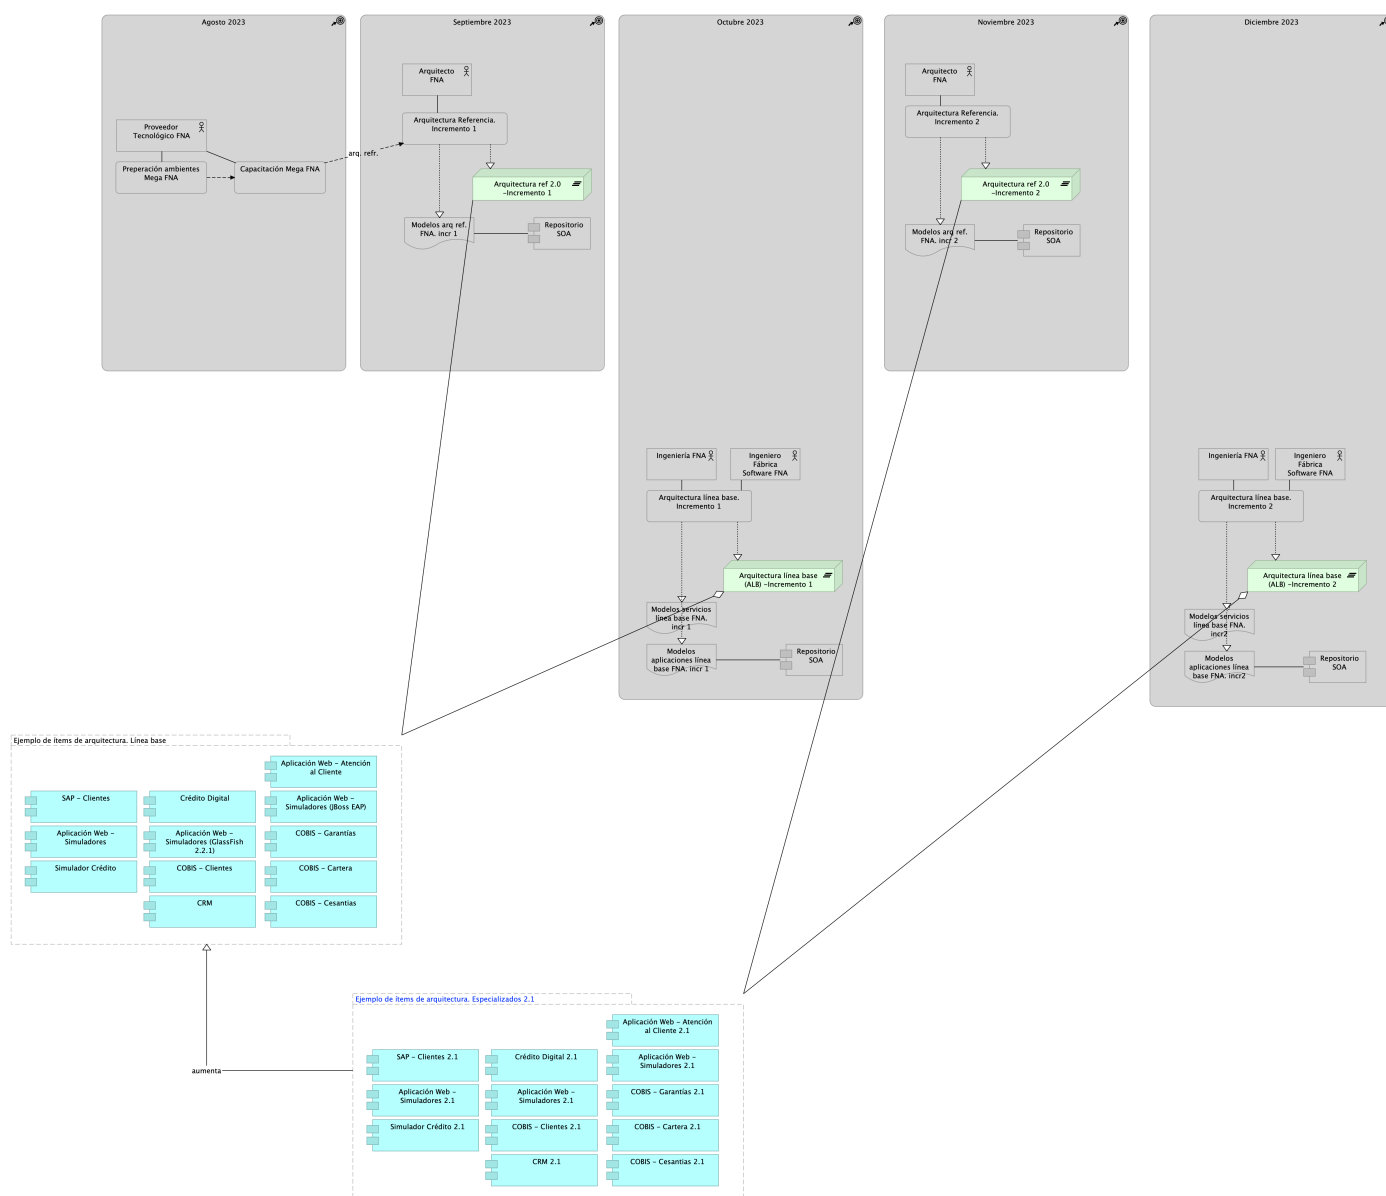 Agosto 2023
Proveedor
Tecnológico FNA
Preperación ambientes
Mega FNA
Capacitación Mega FNA
arq. refr.
Septiembre 2023
Arquitecto
FNA
Arquitectura Referencia.
Incremento 1
Arquitectura ref 2.0
-Incremento 1
Modelos arq ref.
FNA. incr 1
Repositorio
SOA
Octubre 2023
Ingeniería FNA
Ingeniero
Fábrica
Software FNA
Arquitectura línea base.
Incremento 1
Arquitectura línea base
(ALB) -Incremento 1
Modelos servicios
línea base FNA.
incr 1
Modelos
aplicaciones línea
base FNA. incr 1
Repositorio
SOA
Noviembre 2023
Arquitecto
FNA
Arquitectura Referencia.
Incremento 2
Arquitectura ref 2.0
-Incremento 2
Modelos arq ref.
FNA. incr 2
Repositorio
SOA
Diciembre 2023
Ingeniería FNA
Ingeniero
Fábrica
Software FNA
Arquitectura línea base.
Incremento 2
Arquitectura línea base
(ALB) -Incremento 2
Modelos servicios
línea base FNA.
incr2
Modelos
aplicaciones línea
base FNA. incr2
Repositorio
SOA
Ejemplo de ítems de arquitectura. Línea base
Aplicación Web - Atención
al Cliente
SAP - Clientes
Crédito Digital
Aplicación Web -
Simuladores (JBoss EAP)
Aplicación Web -
Simuladores
Aplicación Web -
Simuladores (GlassFish
2.2.1)
COBIS - Garantías
Simulador Crédito
COBIS - Clientes
COBIS - Cartera
CRM
COBIS - Cesantias
aumenta
Ejemplo de ítems de arquitectura. Especializados 2.1
Aplicación Web - Atención
al Cliente 2.1
SAP - Clientes 2.1
Crédito Digital 2.1
Aplicación Web -
Simuladores 2.1
Aplicación Web -
Simuladores 2.1
Aplicación Web -
Simuladores 2.1
COBIS - Garantías 2.1
Simulador Crédito 2.1
COBIS - Clientes 2.1
COBIS - Cartera 2.1
CRM 2.1
COBIS - Cesantias 2.1